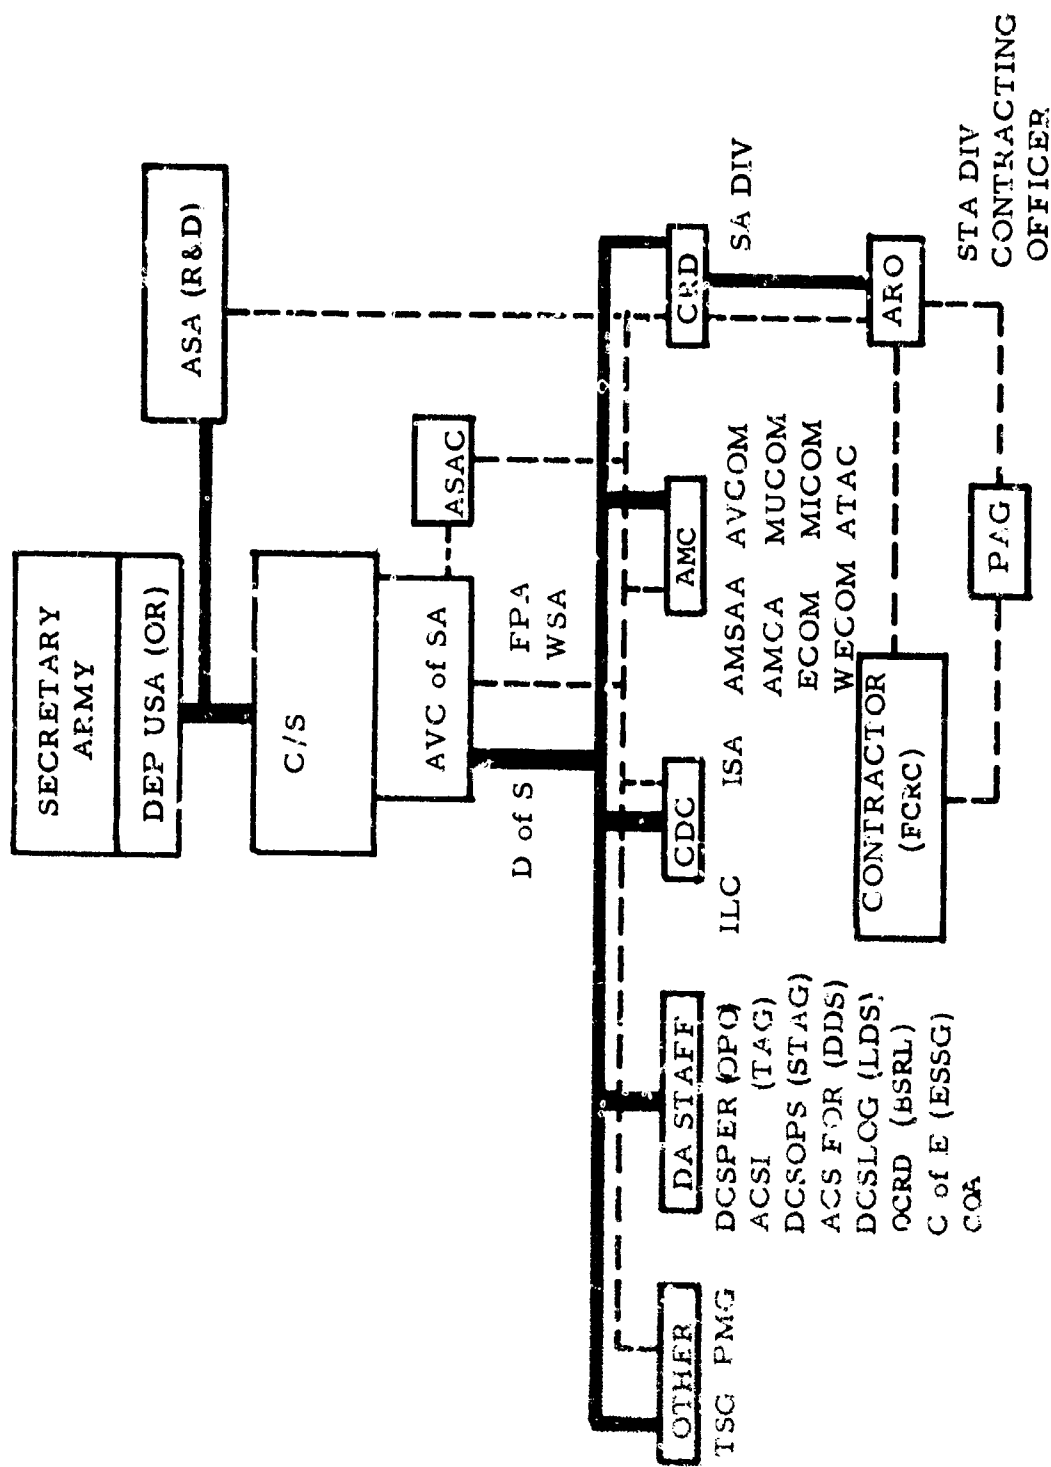 SECRETARY
ARMY
DEP USA (OR)
ASA (R&D)
C/S
AVC of SA
ASAC
D of S
FPA
WSA
OTHER
TSG PMG
DA STAFF
DCSPER (OPO)
ACSI (TAG)
DCSOPS (STAG)
ACS FOR (DDS)
DCSLOG (LDS)
OCRD (BSRL)
C of E (ESSG)
COA
CDC
ILC ISA
AMC
AMSAA AVCOM
AMCA MUCOM
ECOM MICOM
WECOM ATAC
CRD
SA DIV
CONTRACTOR
(FCRC)
ARO
PAG
STA DIV
CONTRACTING
OFFICER